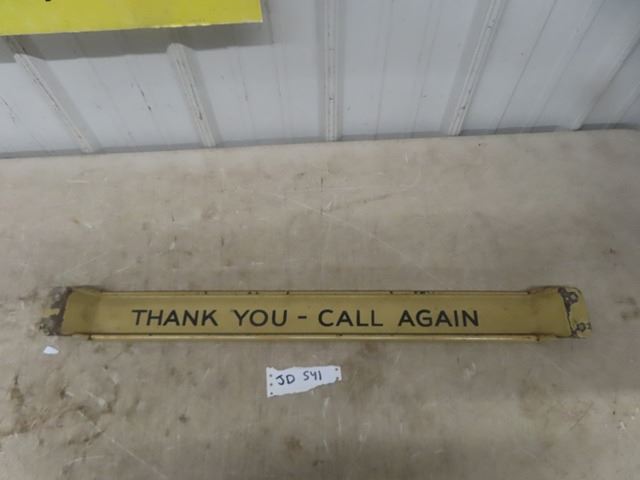 THANK YOU - CALL AGAIN
JD 541